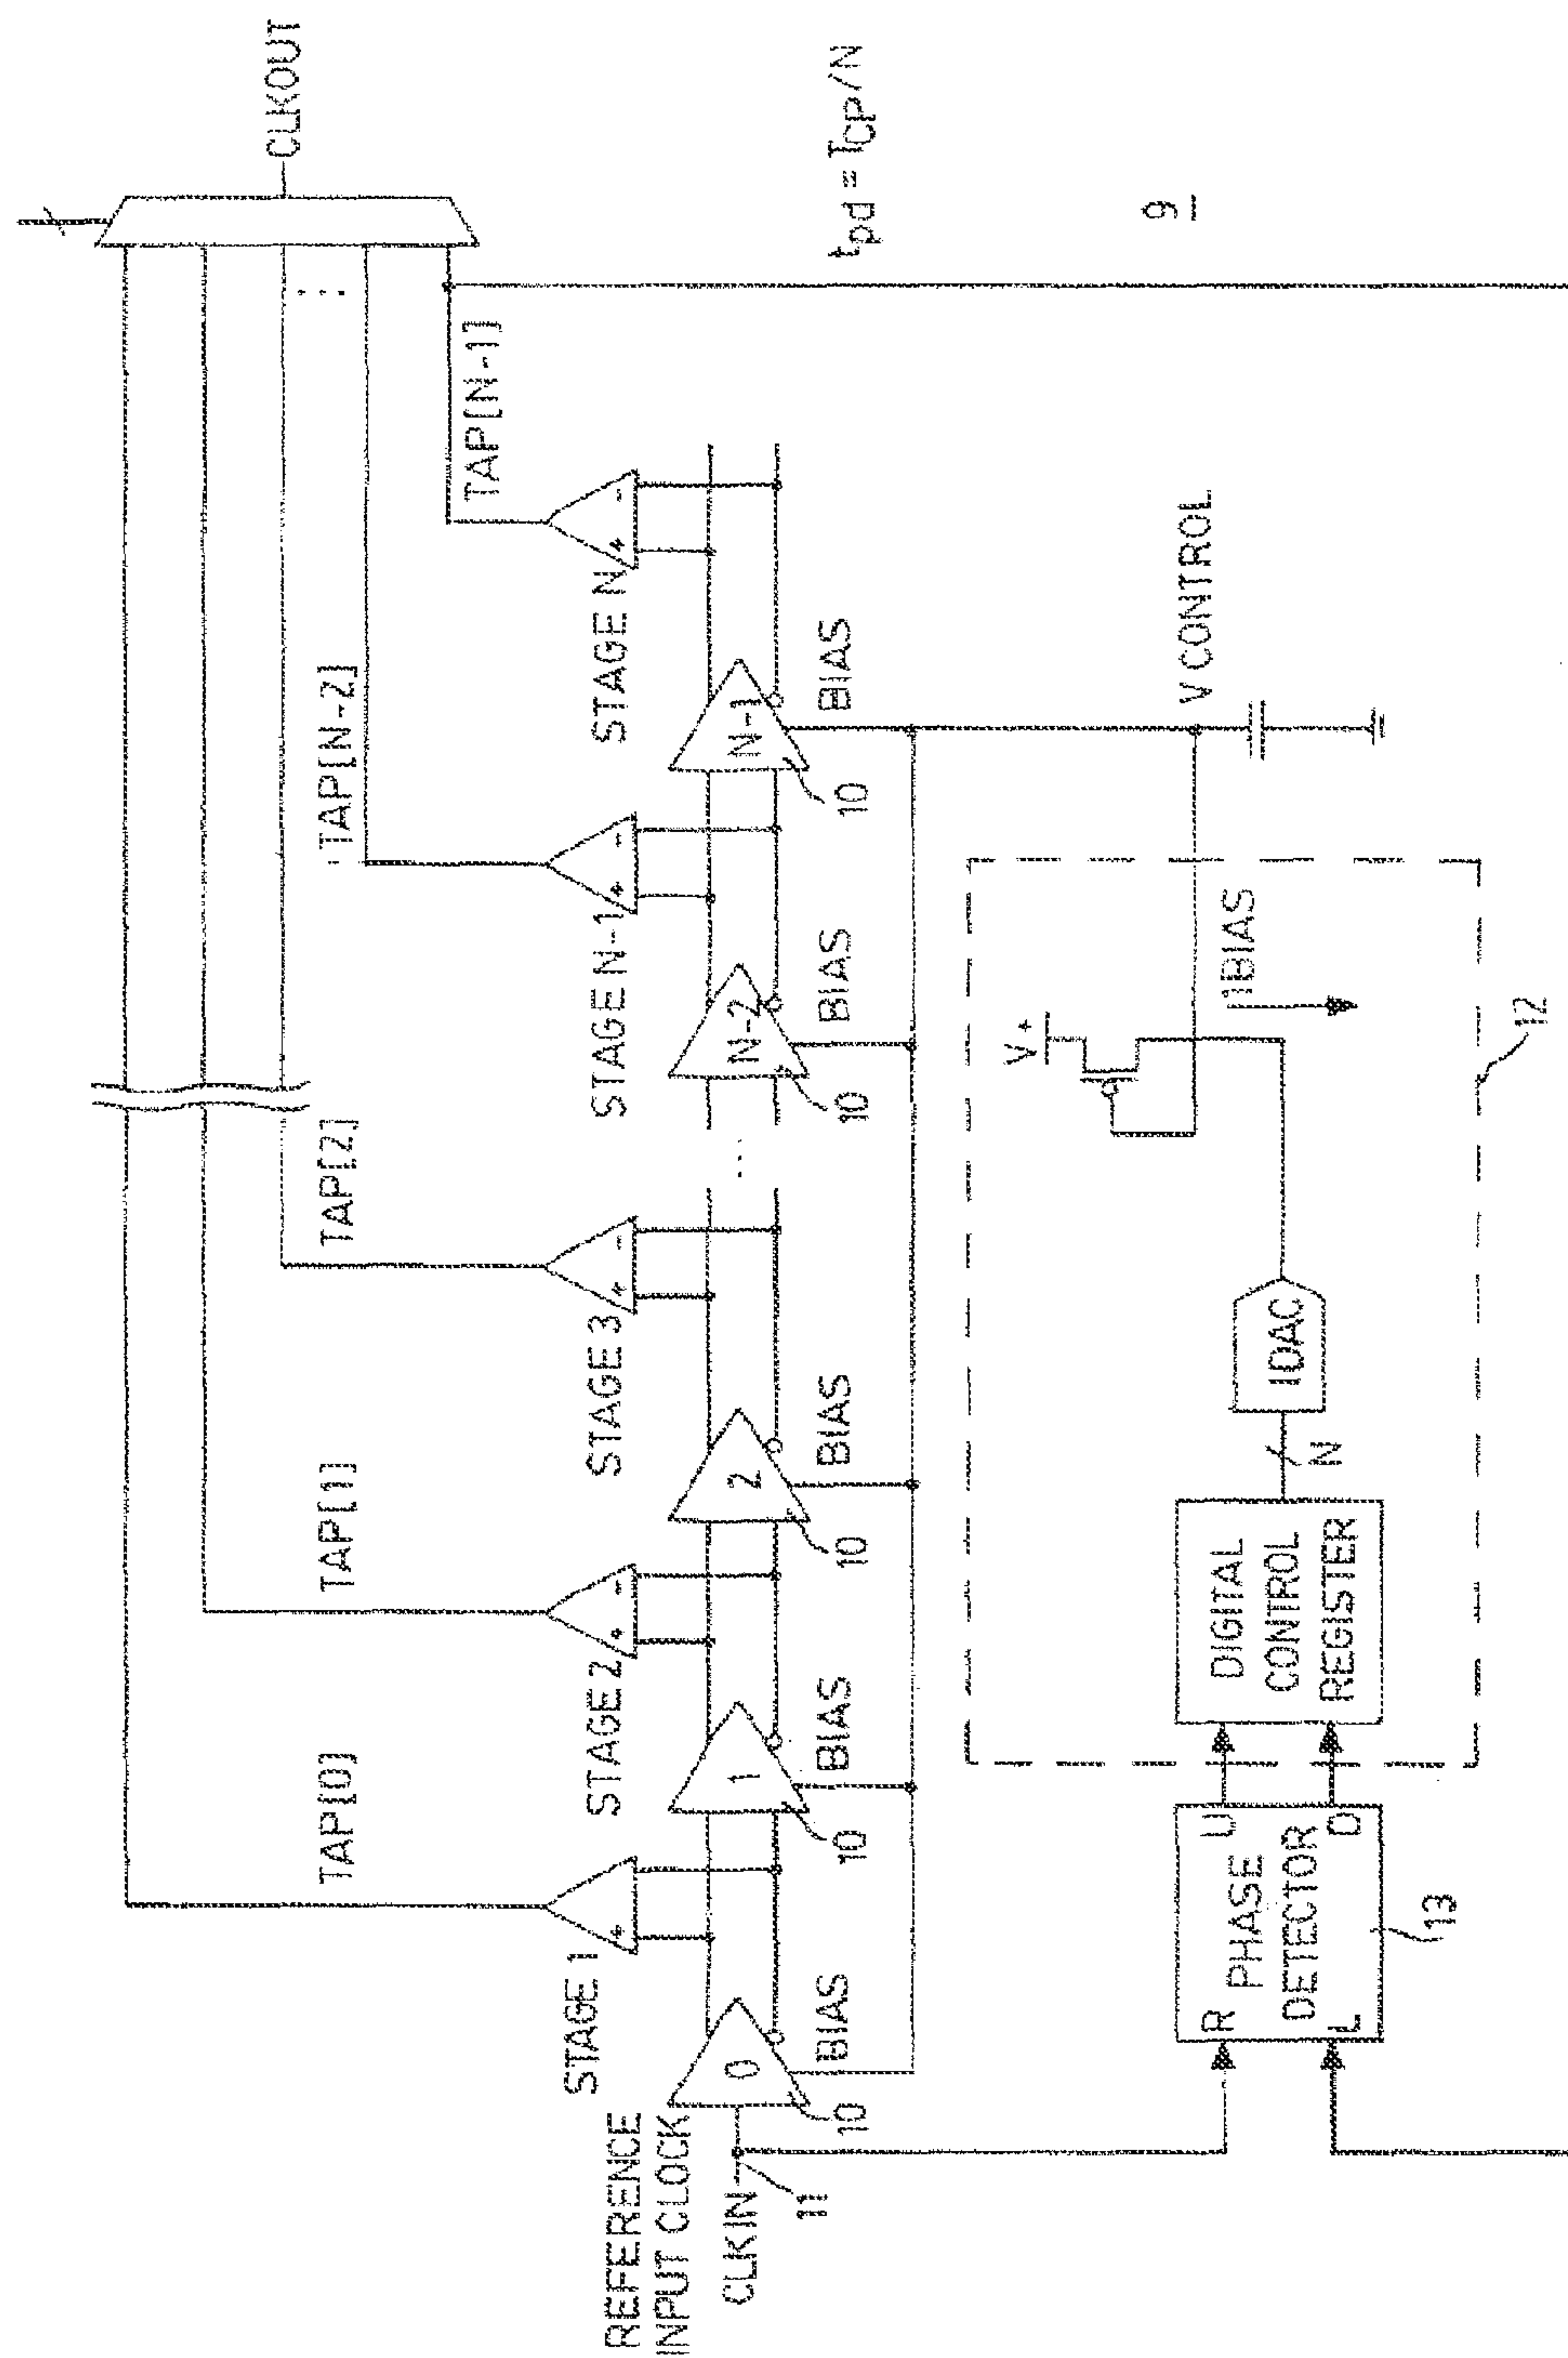 CLKOUT
TAP[0]
TAP[1]
TAP[2]
TAP[N-2]
TAP[N-1]
STAGE 1
STAGE 2
STAGE 3
STAGE N-1
STAGE N
+ -
+ -
+ -
+ -
+ -
REFERENCE
INPUT CLOCK
CLKIN
11
0
1
2
...
N-2
N-1
10
10
10
10
10
BIAS
BIAS
BIAS
BIAS
BIAS
tpd = TCP/N
9
V CONTROL
R
L
PHASE
DETECTOR
U
D
13
DIGITAL
CONTROL
REGISTER
N
IDAC
V+
IBIAS
12